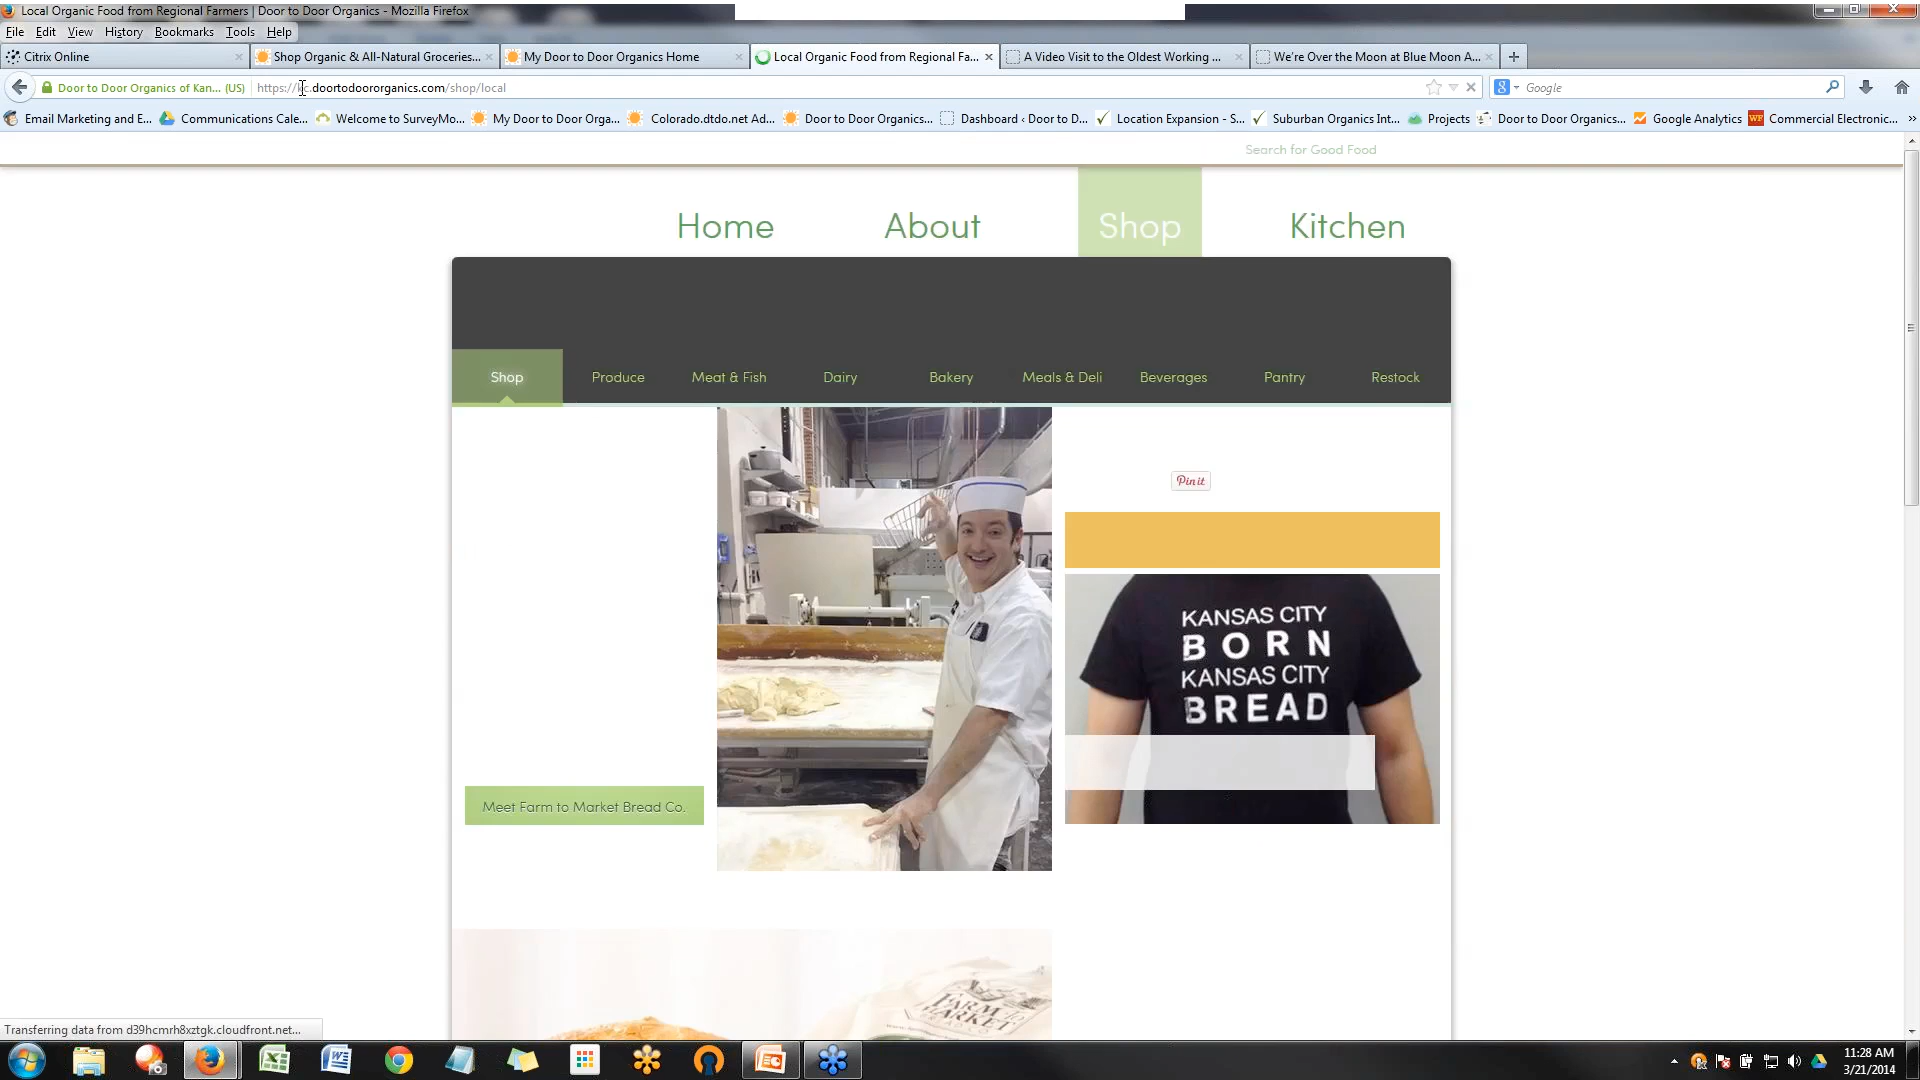 Local Organic Food from Regional Farmers | Door to Door Organics - Mozilla Firefox
File Edit View History Bookmarks Tools Help
Citrix Online
Shop Organic & All-Natural Groceries...
My Door to Door Organics Home
Local Organic Food from Regional Fa...
A Video Visit to the Oldest Working ...
We're Over the Moon at Blue Moon A...
Door to Door Organics of Kan... (US)
https://kc.doortodoororganics.com/shop/local
Google
Email Marketing and E...
Communications Cale...
Welcome to SurveyMo...
My Door to Door Orga...
Colorado.dtdo.net Ad...
Door to Door Organics...
Dashboard ‹ Door to D...
Location Expansion - S...
Suburban Organics Int...
Projects
Door to Door Organics...
Google Analytics
Commercial Electronic...
Search for Good Food
Home About Shop Kitchen
Shop Produce Meat & Fish Dairy Bakery Meals & Deli Beverages Pantry Restock
Pin it
KANSAS CITY
BORN
KANSAS CITY
BREAD
Meet Farm to Market Bread Co.
FARM TO
MARKET
Transferring data from d39hcmrh8xztgk.cloudfront.net...
11:28 AM
3/21/2014